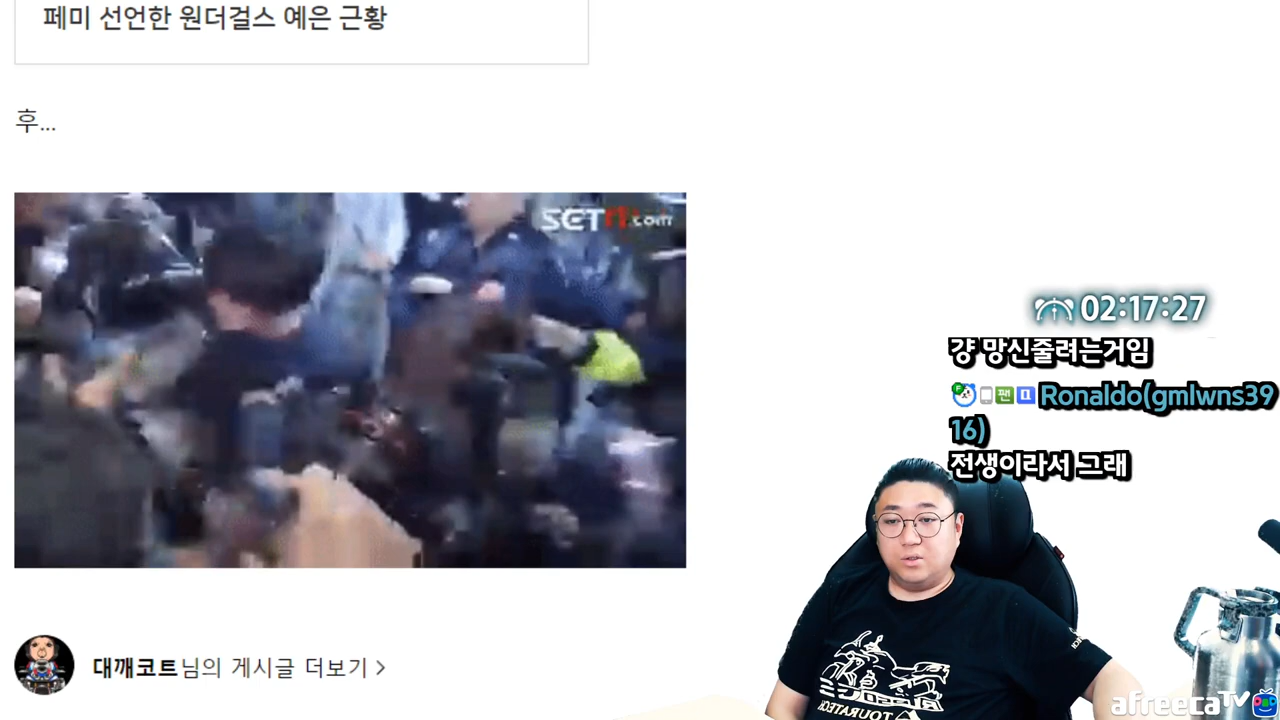 페미 선언한 원더걸스 예은 근황
후...
SETn.com
02:17:27
걍 망신줄려는거임
F 팬 Ronaldo(gmlwns39
16)
전생이라서 그래
TOURATECH
대깨코트님의 게시글 더보기 >
afreecaTV